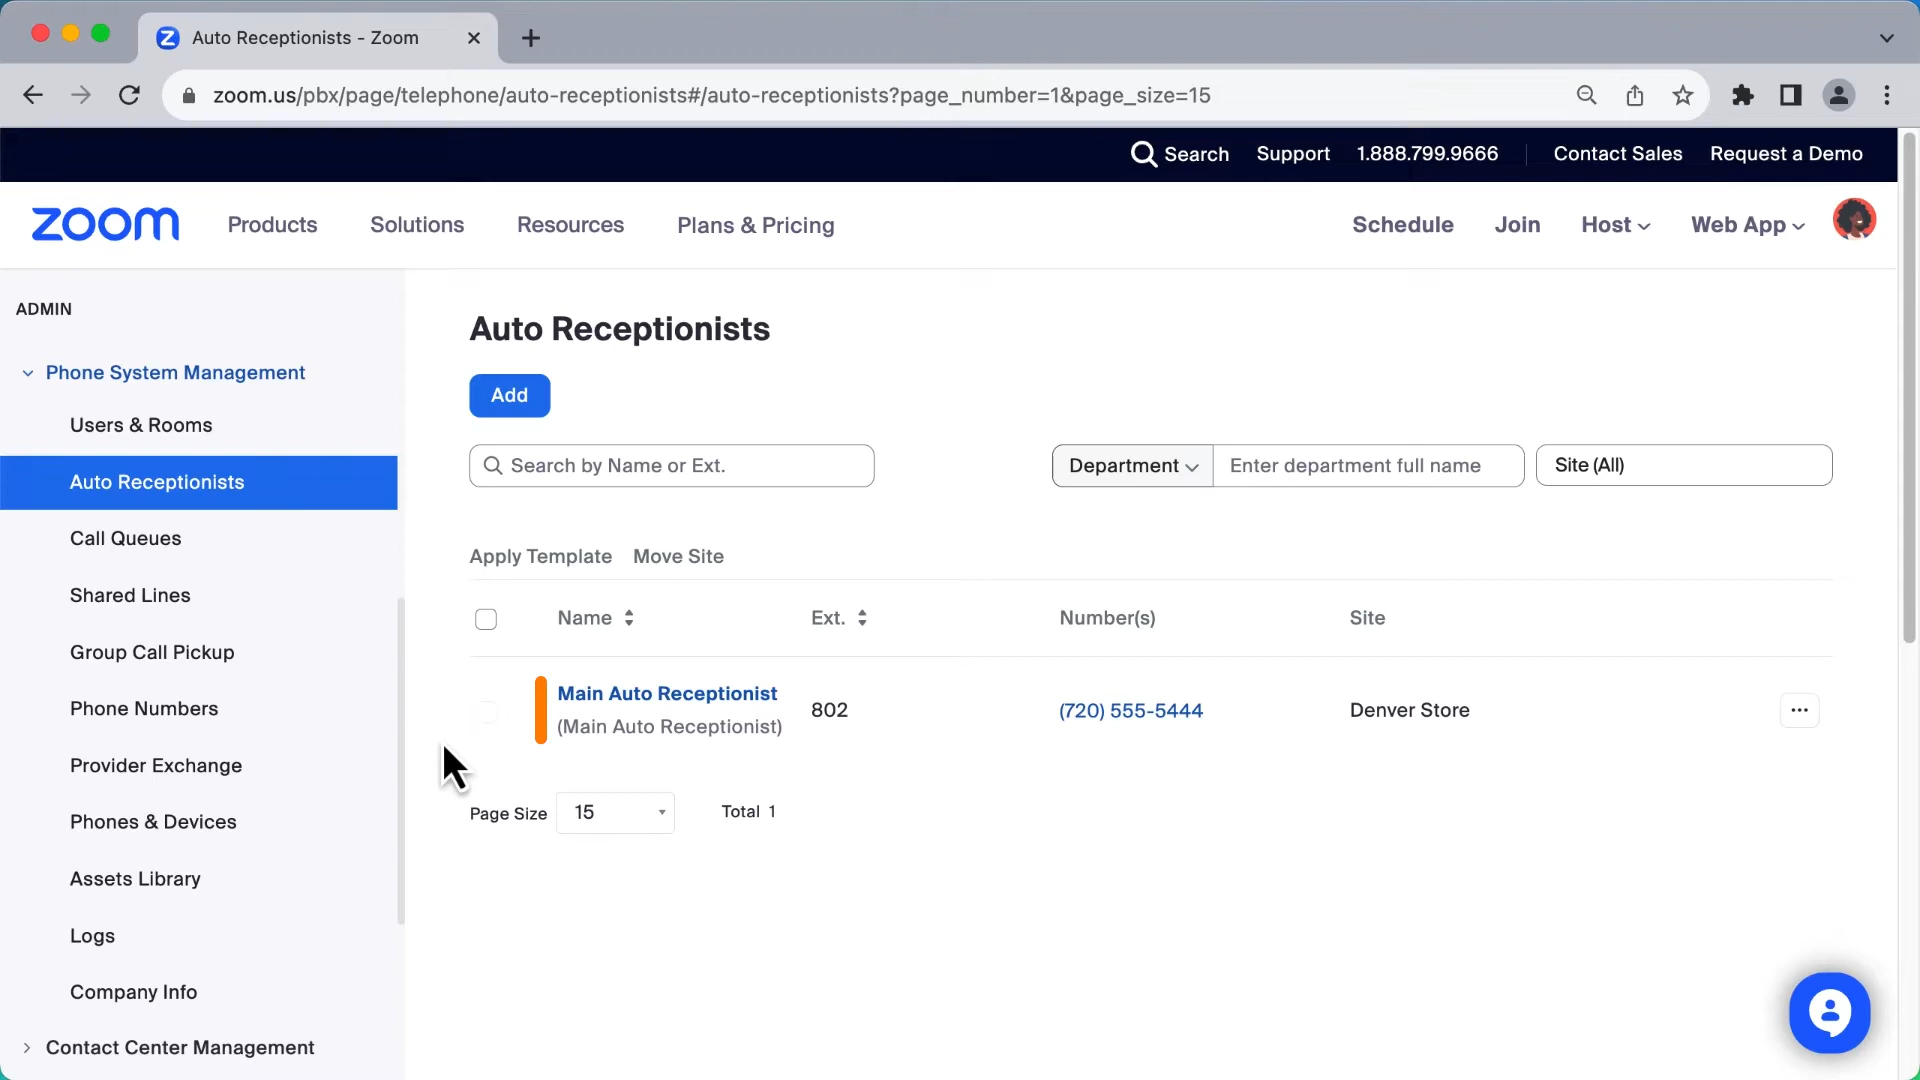 Auto Receptionists - Zoom
zoom.us/pbx/page/telephone/auto-receptionists#/auto-receptionists?page_number=1&page_size=15
Search Support 1.888.799.9666 Contact Sales Request a Demo
zoom Products Solutions Resources Plans & Pricing Schedule Join Host Web App
ADMIN
Phone System Management
Users & Rooms
Auto Receptionists
Call Queues
Shared Lines
Group Call Pickup
Phone Numbers
Provider Exchange
Phones & Devices
Assets Library
Logs
Company Info
Contact Center Management
Auto Receptionists
Add
Search by Name or Ext. Department Enter department full name Site (All)
Apply Template Move Site
Name Ext. Number(s) Site
Main Auto Receptionist 802 (720) 555-5444 Denver Store
(Main Auto Receptionist)
Page Size 15 Total 1